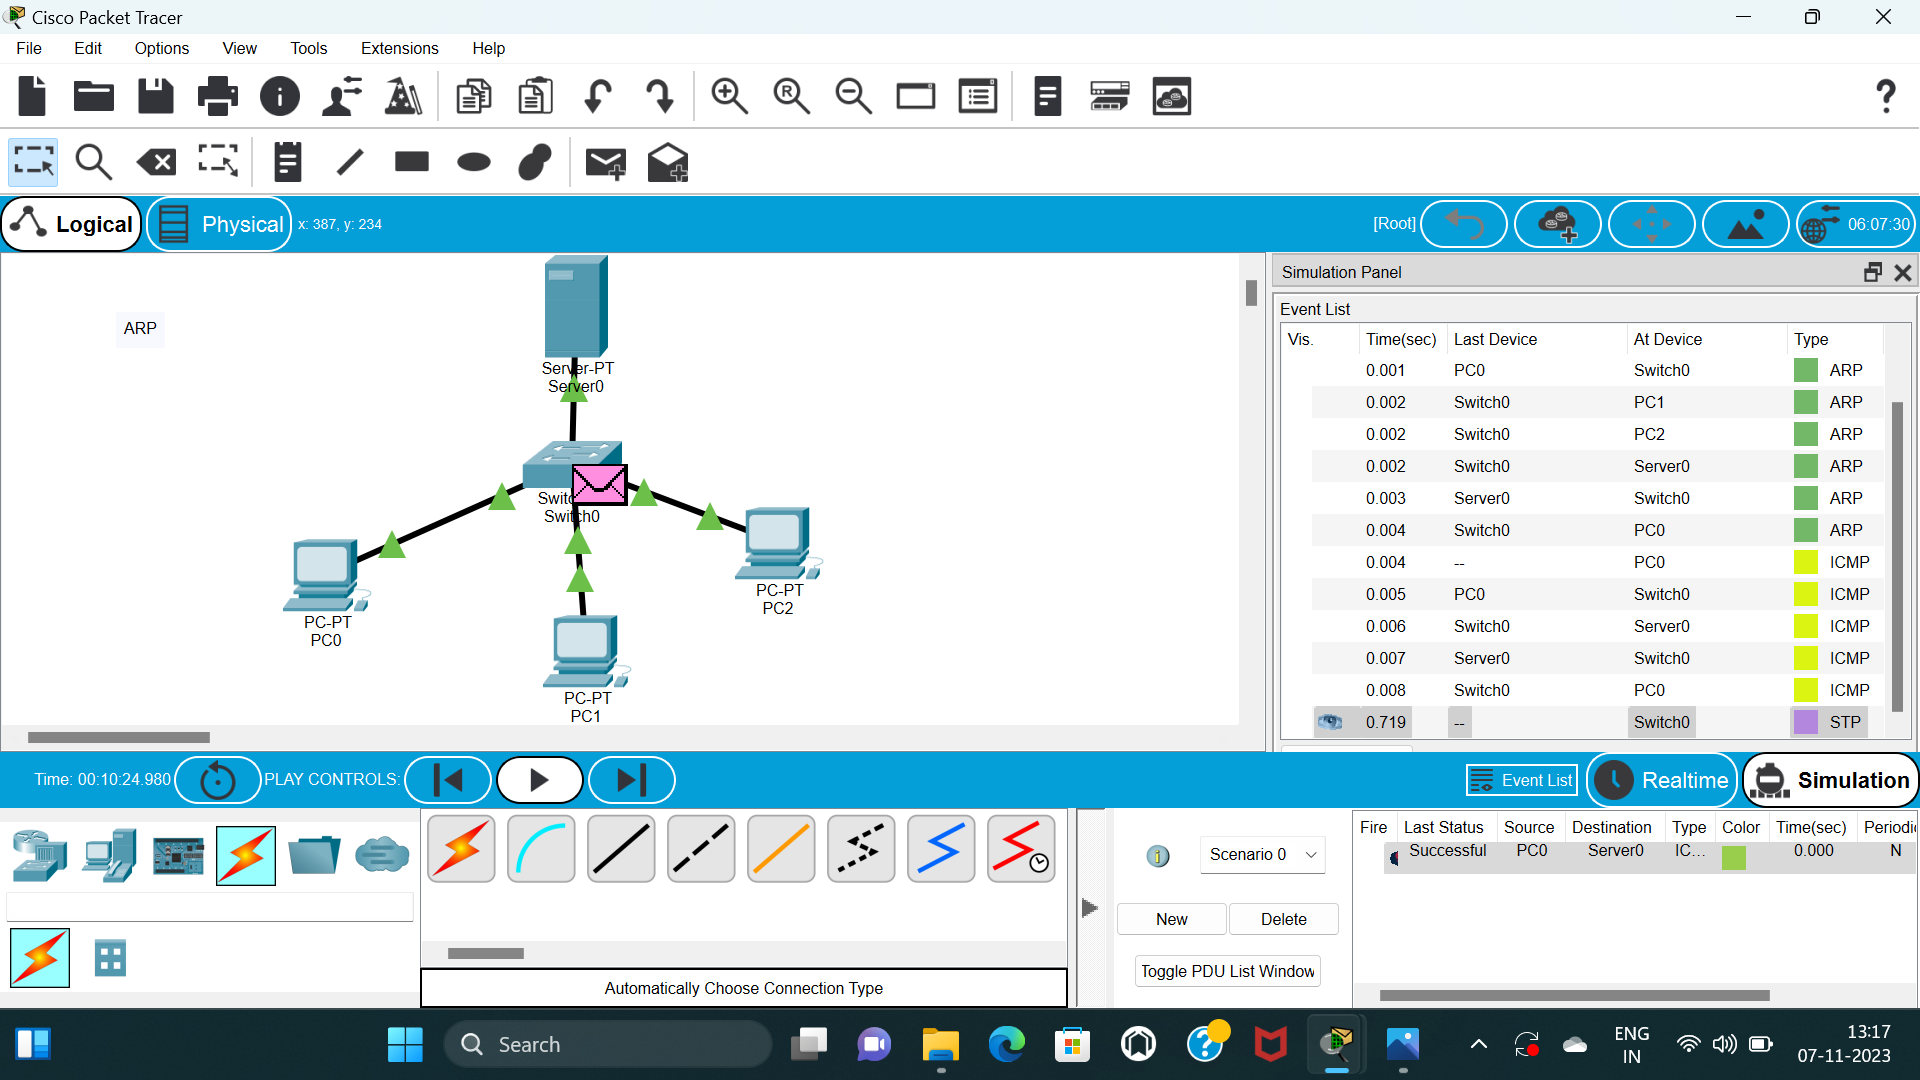 Cisco Packet Tracer
File Edit Options View Tools Extensions Help
Logical Physical x: 387, y: 234 [Root] 06:07:30
ARP
Server-PT
Server0
Switc
Switch0
PC-PT
PC0
PC-PT
PC1
PC-PT
PC2
Simulation Panel
Event List
Vis. Time(sec) Last Device At Device Type
0.001 PC0 Switch0 ARP
0.002 Switch0 PC1 ARP
0.002 Switch0 PC2 ARP
0.002 Switch0 Server0 ARP
0.003 Server0 Switch0 ARP
0.004 Switch0 PC0 ARP
0.004 -- PC0 ICMP
0.005 PC0 Switch0 ICMP
0.006 Switch0 Server0 ICMP
0.007 Server0 Switch0 ICMP
0.008 Switch0 PC0 ICMP
0.719 -- Switch0 STP
Time: 00:10:24.980 PLAY CONTROLS: Event List Realtime Simulation
Automatically Choose Connection Type
Scenario 0
New Delete
Toggle PDU List Window
Fire Last Status Source Destination Type Color Time(sec) Periodi
Successful PC0 Server0 IC... 0.000 N
Search
ENG
IN
13:17
07-11-2023